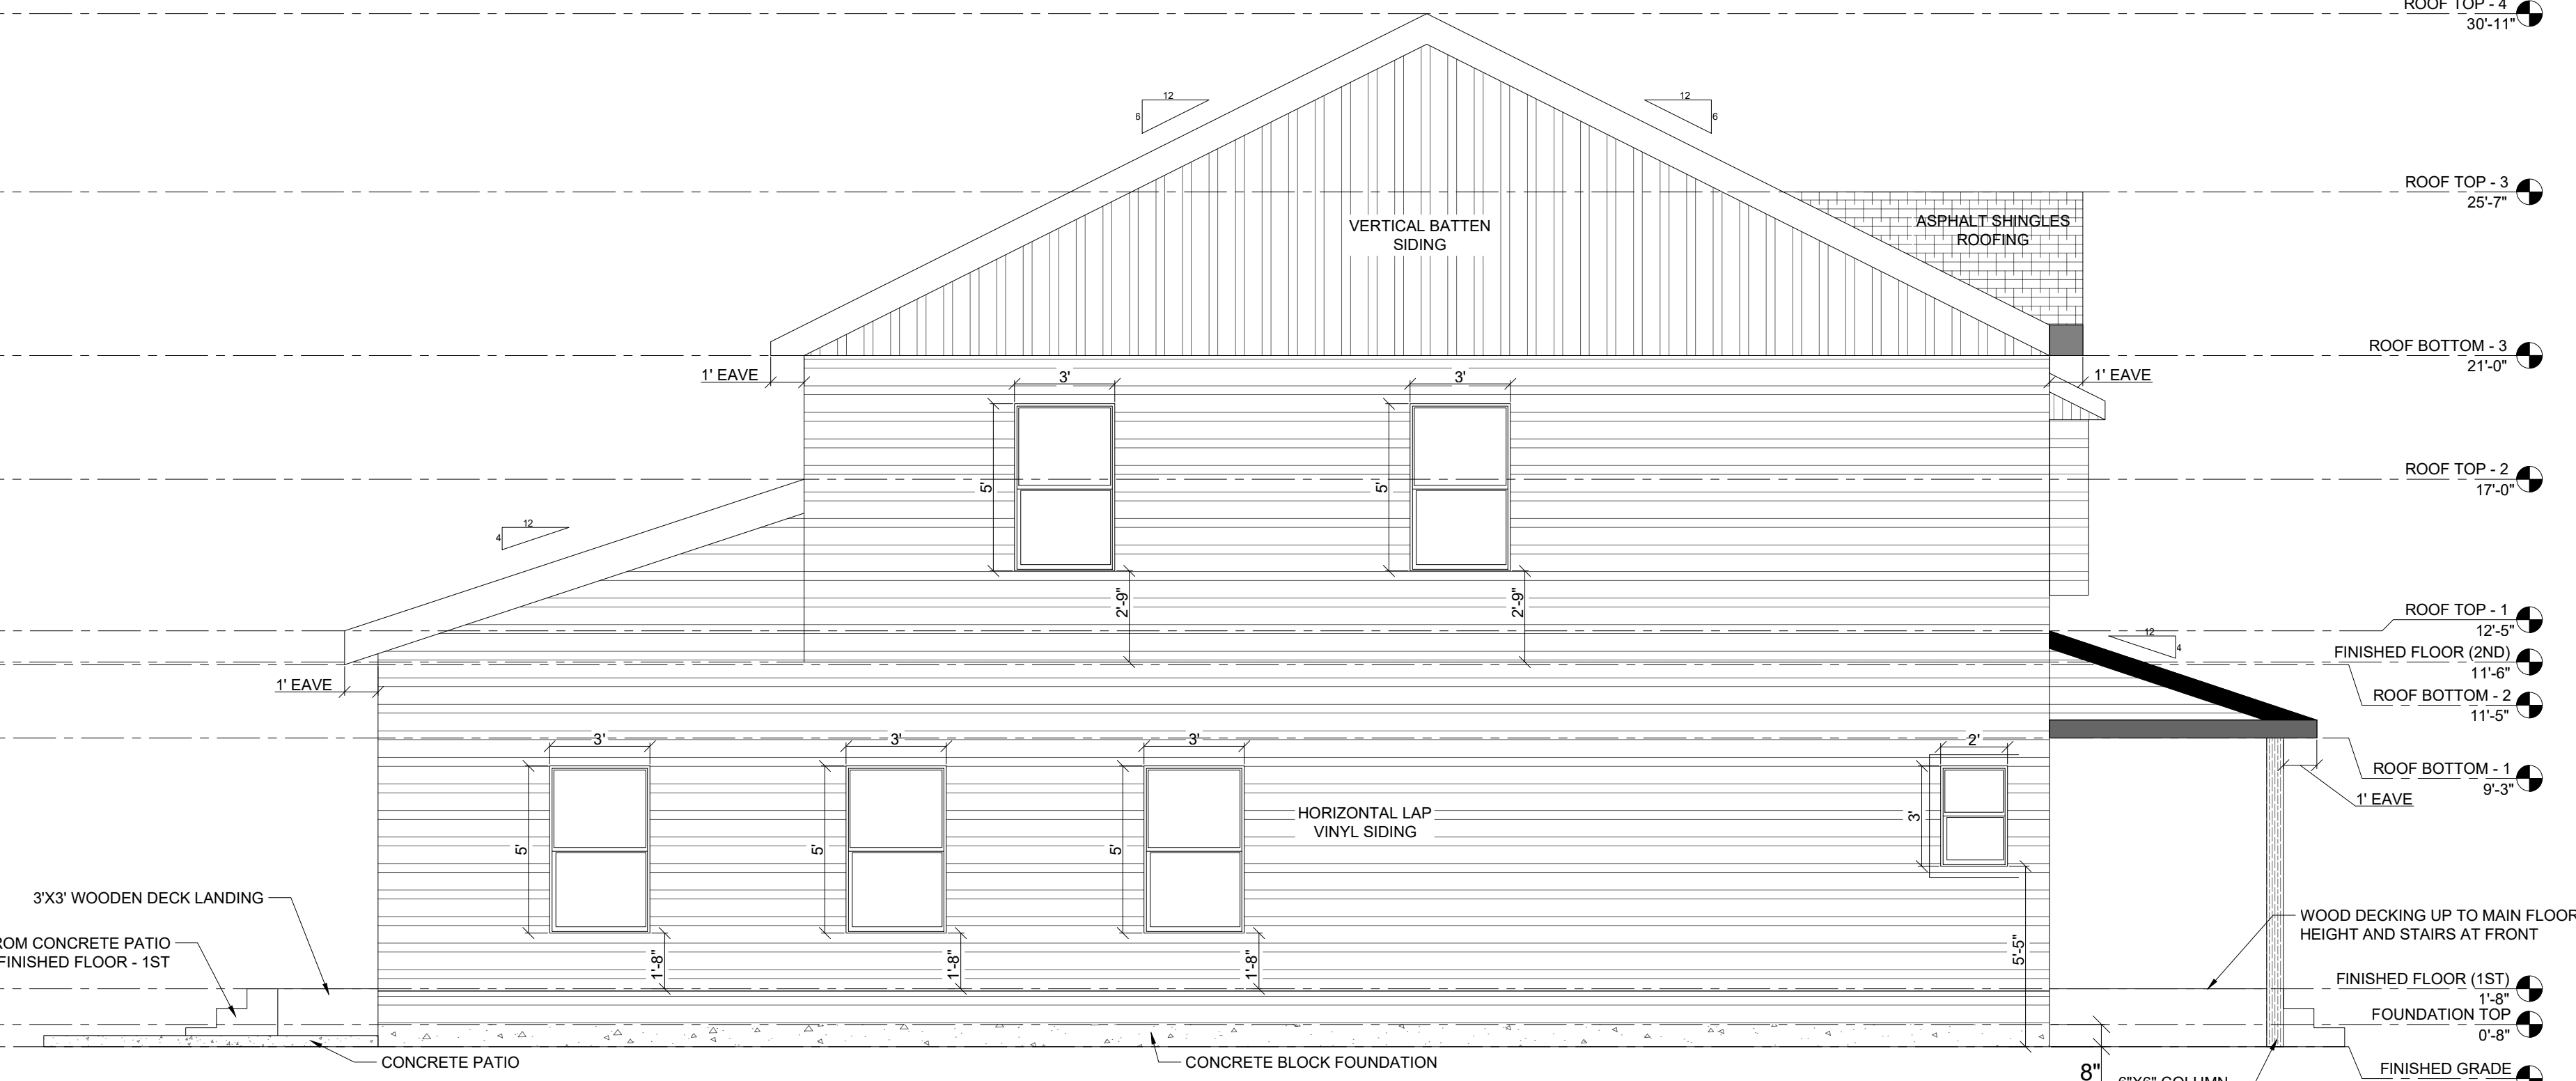 ROOF TOP - 4
30'-11"
12
6
12
6
ROOF TOP - 3
25'-7"
VERTICAL BATTEN
SIDING
ASPHALT SHINGLES
ROOFING
ROOF BOTTOM - 3
21'-0"
1' EAVE
3'
3'
1' EAVE
5'
5'
ROOF TOP - 2
17'-0"
12
4
2'-9"
2'-9"
ROOF TOP - 1
12'-5"
12
4
FINISHED FLOOR (2ND)
11'-6"
1' EAVE
ROOF BOTTOM - 2
11'-5"
3'
3'
3'
2'
ROOF BOTTOM - 1
9'-3"
1' EAVE
5'
5'
5'
3'
HORIZONTAL LAP
VINYL SIDING
3'X3' WOODEN DECK LANDING
ROM CONCRETE PATIO
FINISHED FLOOR - 1ST
1'-8"
1'-8"
1'-8"
5'-5"
WOOD DECKING UP TO MAIN FLOOR
HEIGHT AND STAIRS AT FRONT
FINISHED FLOOR (1ST)
1'-8"
FOUNDATION TOP
0'-8"
CONCRETE PATIO
CONCRETE BLOCK FOUNDATION
8"
6"X6" COLUMN
FINISHED GRADE